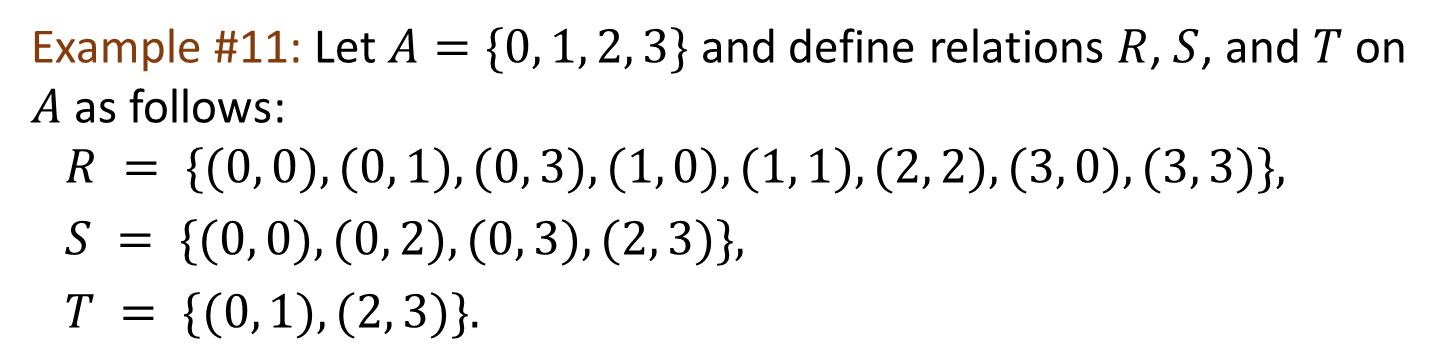 Example #11: Let A = {0, 1, 2, 3} and define relations R, S, and T on
A as follows:
R = {(0, 0), (0, 1), (0, 3), (1, 0), (1, 1), (2, 2), (3, 0), (3, 3)},
S = {(0, 0), (0, 2), (0, 3), (2, 3)},
T = {(0, 1), (2, 3)}.